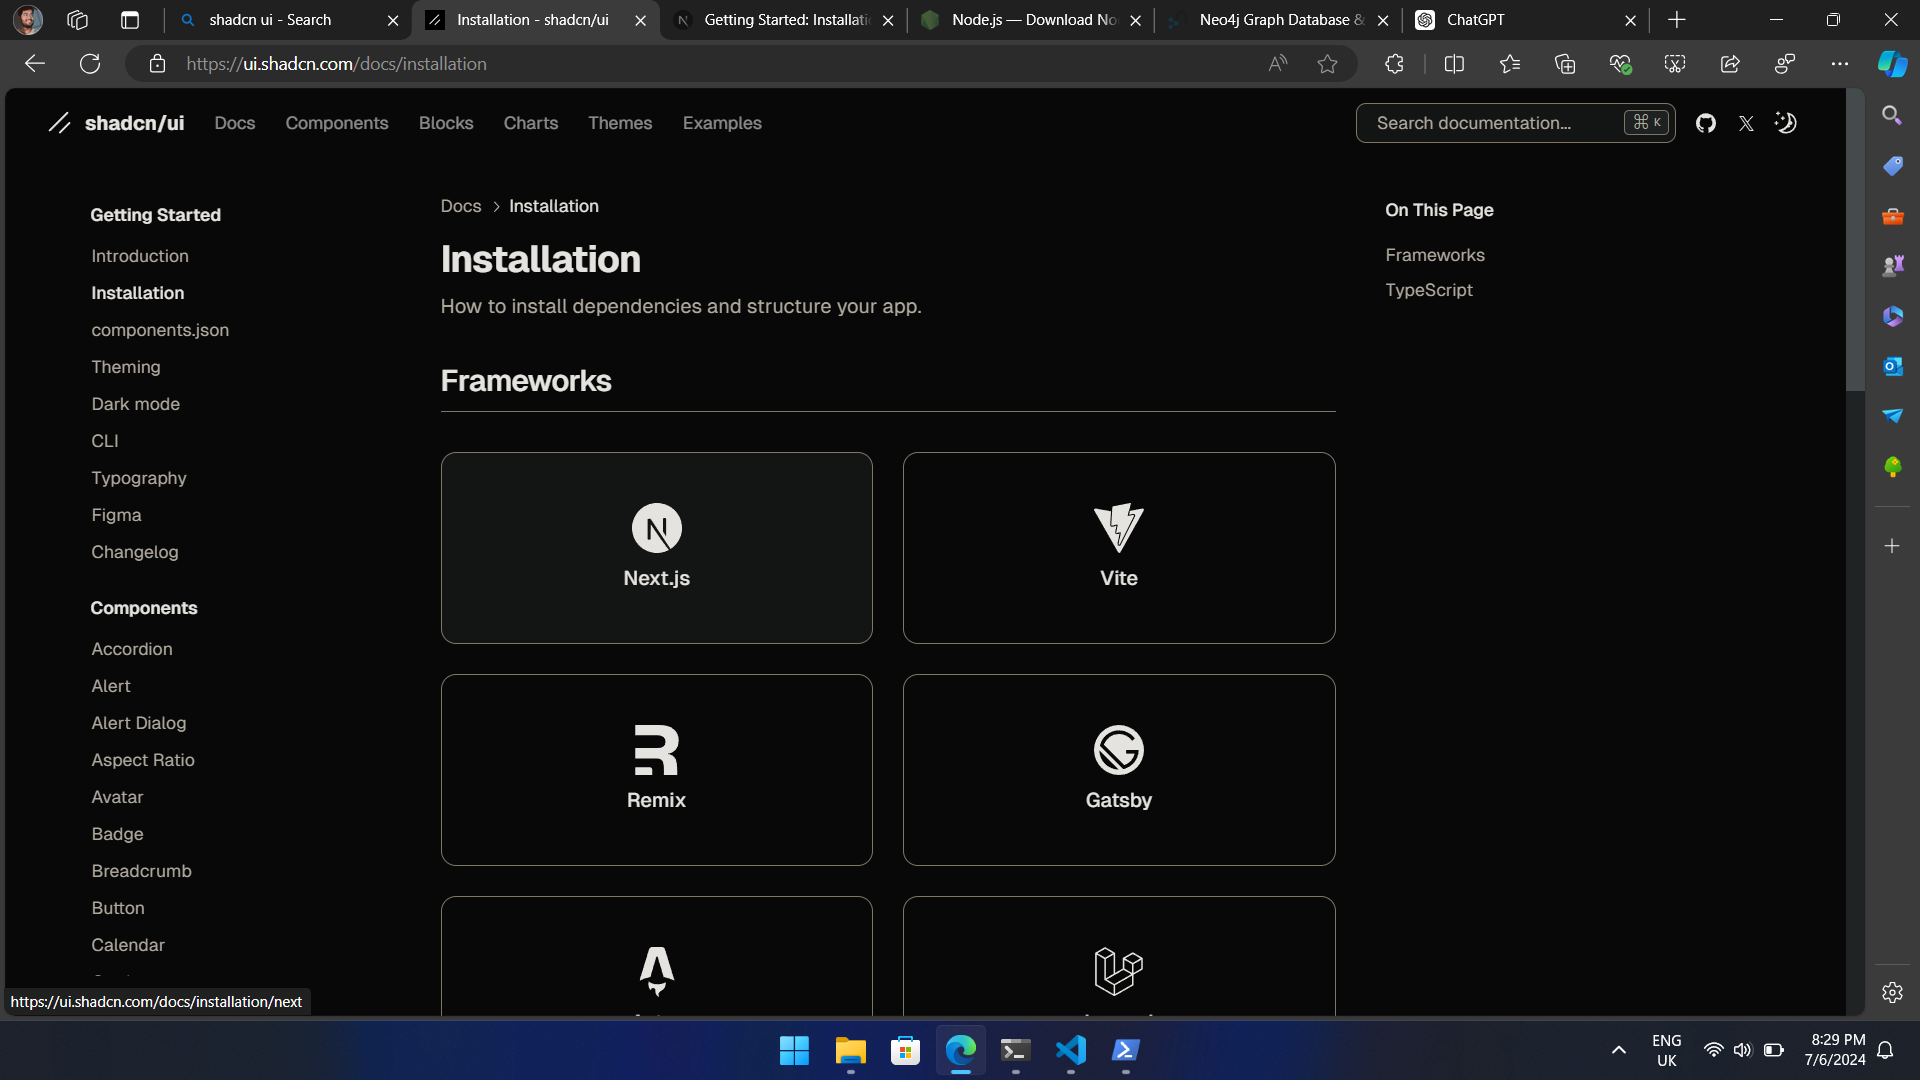 shadcn ui - Search
Installation - shadcn/ui
Getting Started: Installati
Node.js — Download No
Neo4j Graph Database &
ChatGPT
https://ui.shadcn.com/docs/installation
shadcn/ui
Docs
Components
Blocks
Charts
Themes
Examples
Search documentation...
⌘ K
Getting Started
Introduction
Installation
components.json
Theming
Dark mode
CLI
Typography
Figma
Changelog
Components
Accordion
Alert
Alert Dialog
Aspect Ratio
Avatar
Badge
Breadcrumb
Button
Calendar
Docs > Installation
Installation
How to install dependencies and structure your app.
Frameworks
Next.js
Vite
Remix
Gatsby
On This Page
Frameworks
TypeScript
https://ui.shadcn.com/docs/installation/next
ENG
UK
8:29 PM
7/6/2024